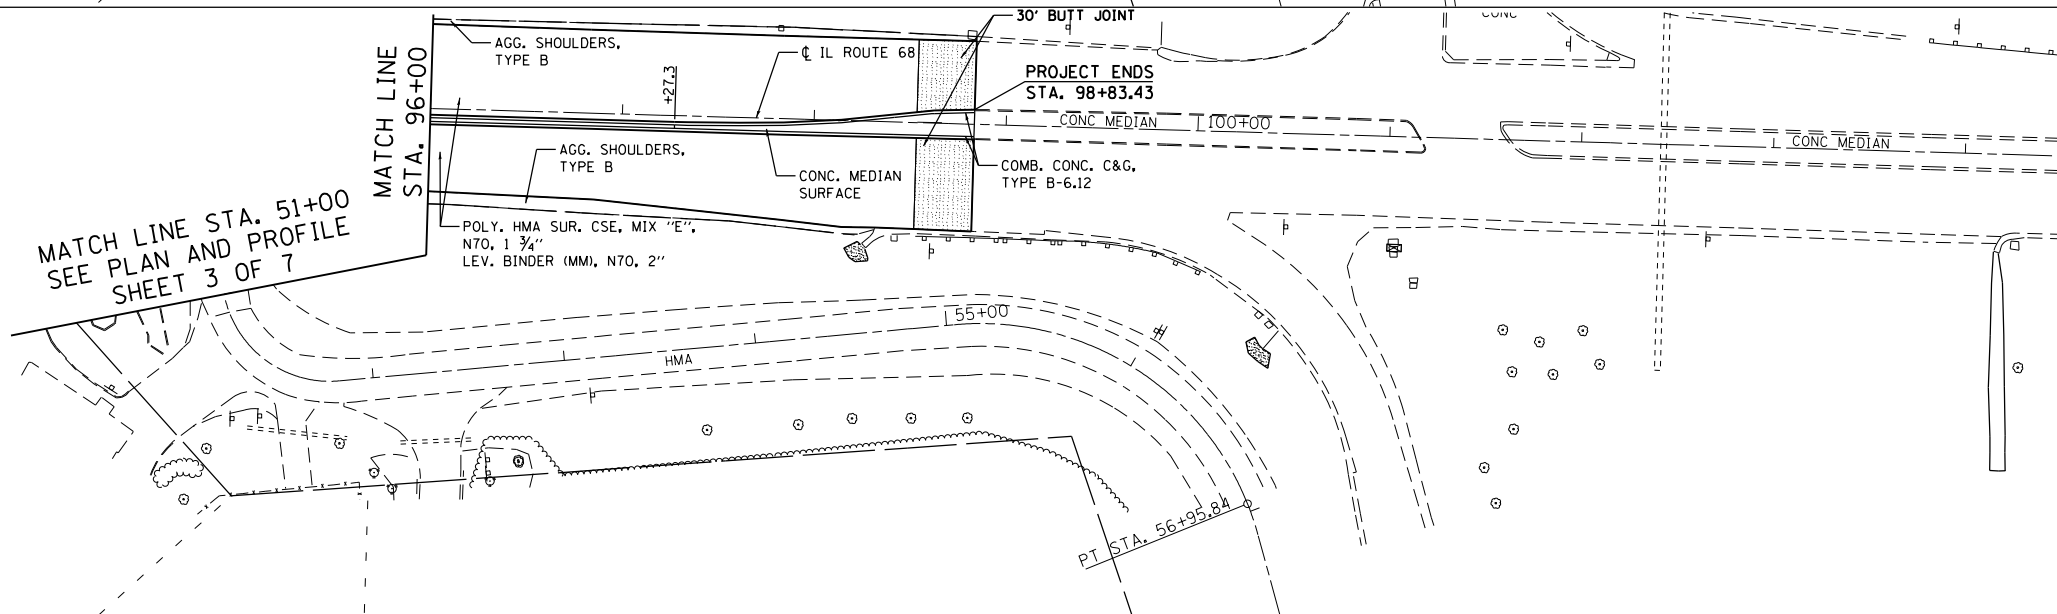 CONC
30' BUTT JOINT
AGG. SHOULDERS,
TYPE B
℄ IL ROUTE 68
MATCH LINE
STA. 96+00
+27.3
PROJECT ENDS
STA. 98+83.43
CONC MEDIAN
100+00
CONC MEDIAN
AGG. SHOULDERS,
TYPE B
CONC. MEDIAN
SURFACE
COMB. CONC. C&G,
TYPE B-6.12
POLY. HMA SUR. CSE, MIX "E",
N70, 1 ¾"
LEV. BINDER (MM), N70, 2"
MATCH LINE STA. 51+00
SEE PLAN AND PROFILE
SHEET 3 OF 7
55+00
HMA
PT STA. 56+95.84